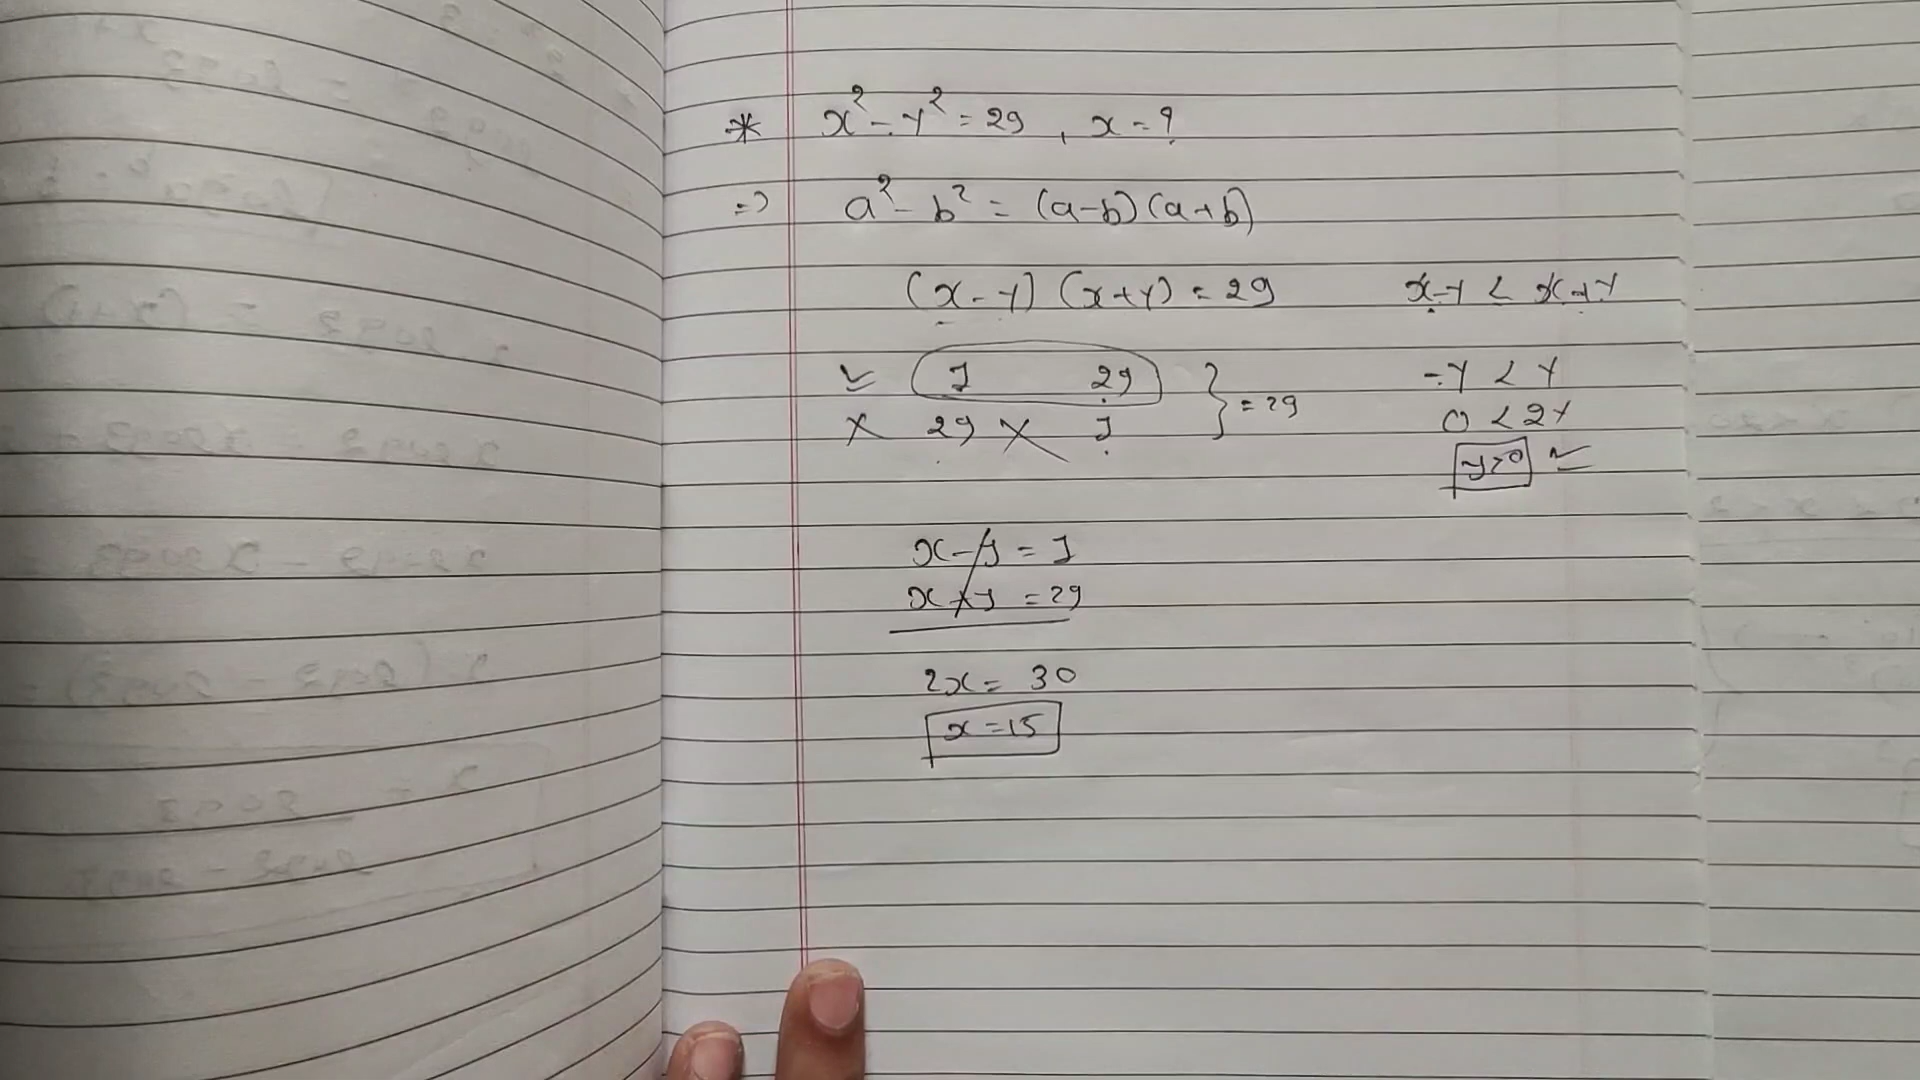 * x² - y² = 29 , x = ?
=> a² - b² = (a-b) (a+b)
(x-y) (x+y) = 29 x-y < x+y
✓ 1 29 } = 29 -y < y
× 29 × 1 0 < 2y
y>0 ✓
x-y = 1
x+y = 29
2x = 30
x = 15